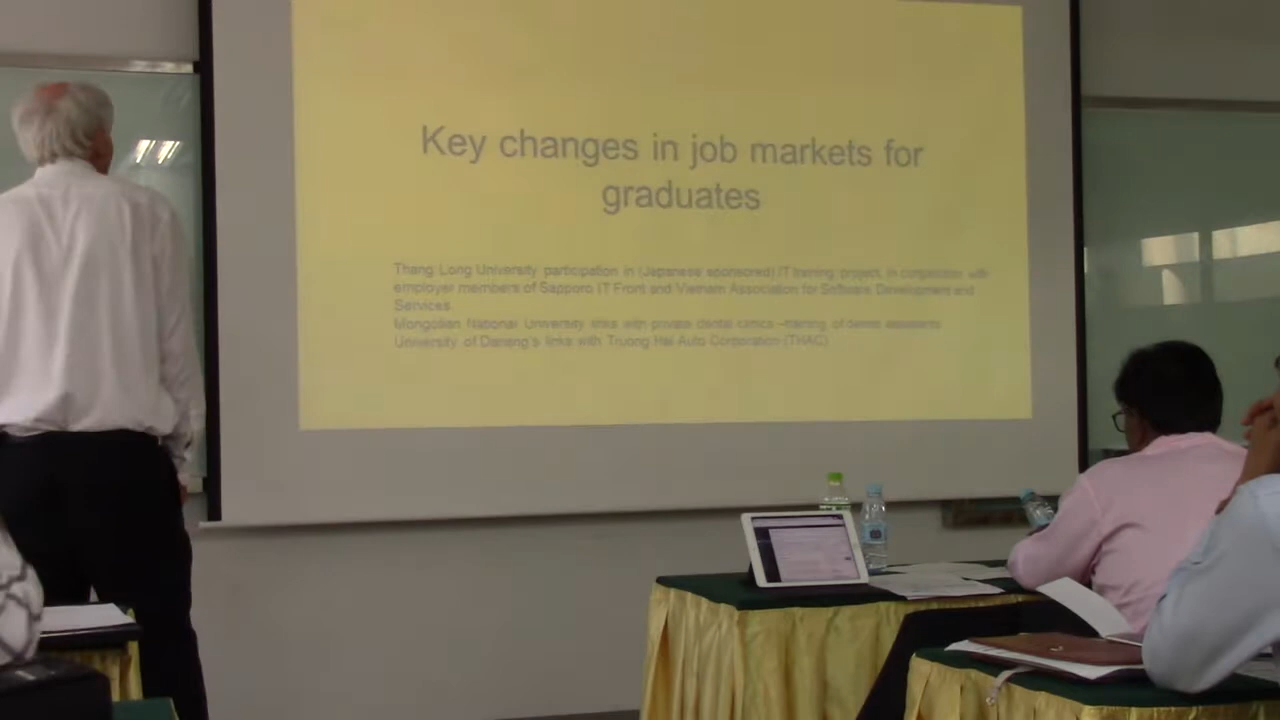 Key changes in job markets for
graduates
Thang Long University participation in (Japanese sponsored) IT training project, in cooperation with
employer members of Sapporo IT Front and Vietnam Association for Software Development and
Services.
Mongolian National University links with private dental clinics –training of dental assistants
University of Danang's links with Truong Hai Auto Corporation (THAC)